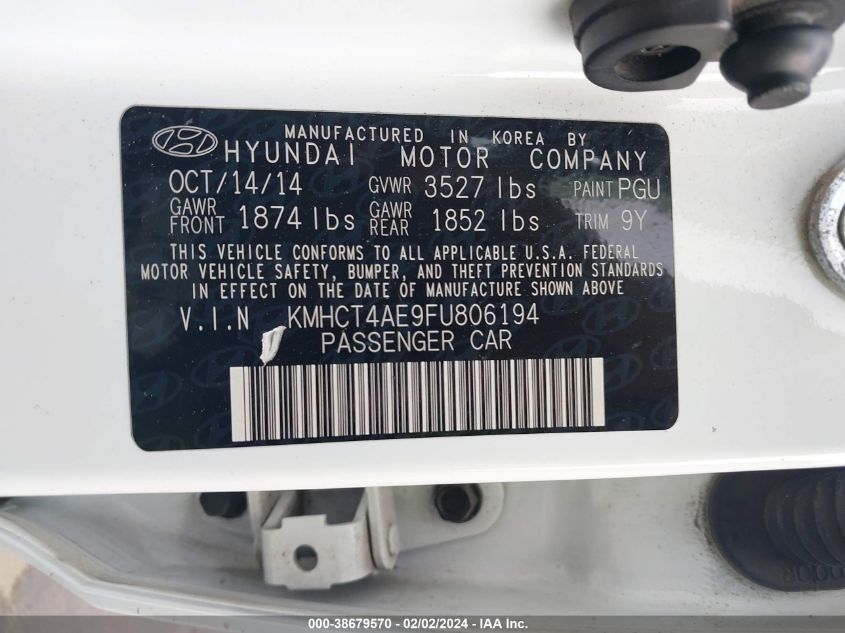 MANUFACTURED IN KOREA BY
HYUNDAI MOTOR COMPANY
OCT/14/14 GVWR 3527 lbs PAINT PGU
GAWR FRONT 1874 lbs GAWR REAR 1852 lbs TRIM 9Y
THIS VEHICLE CONFORMS TO ALL APPLICABLE U.S.A. FEDERAL
MOTOR VEHICLE SAFETY, BUMPER, AND THEFT PREVENTION STANDARDS
IN EFFECT ON THE DATE OF MANUFACTURE SHOWN ABOVE
V.I.N KMHCT4AE9FU806194
PASSENGER CAR
000-38679570 - 02/02/2024 - IAA Inc.